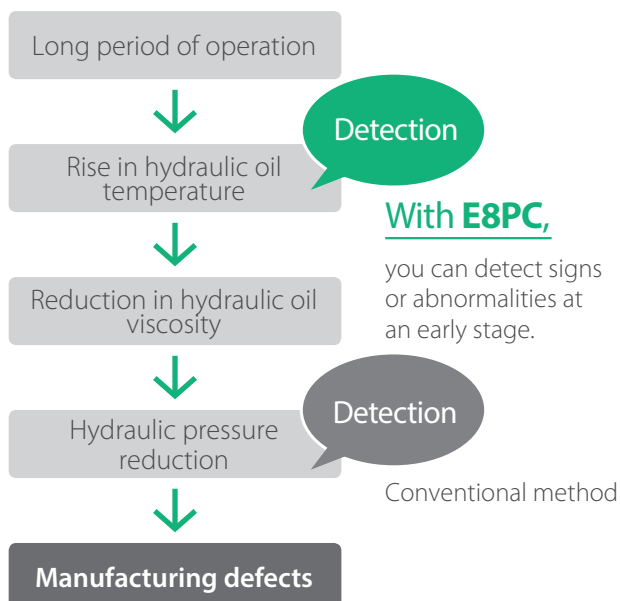 Long period of operation
Detection
Rise in hydraulic oil
temperature
With E8PC,
you can detect signs
or abnormalities at
an early stage.
Reduction in hydraulic oil
viscosity
Detection
Hydraulic pressure
reduction
Conventional method
Manufacturing defects